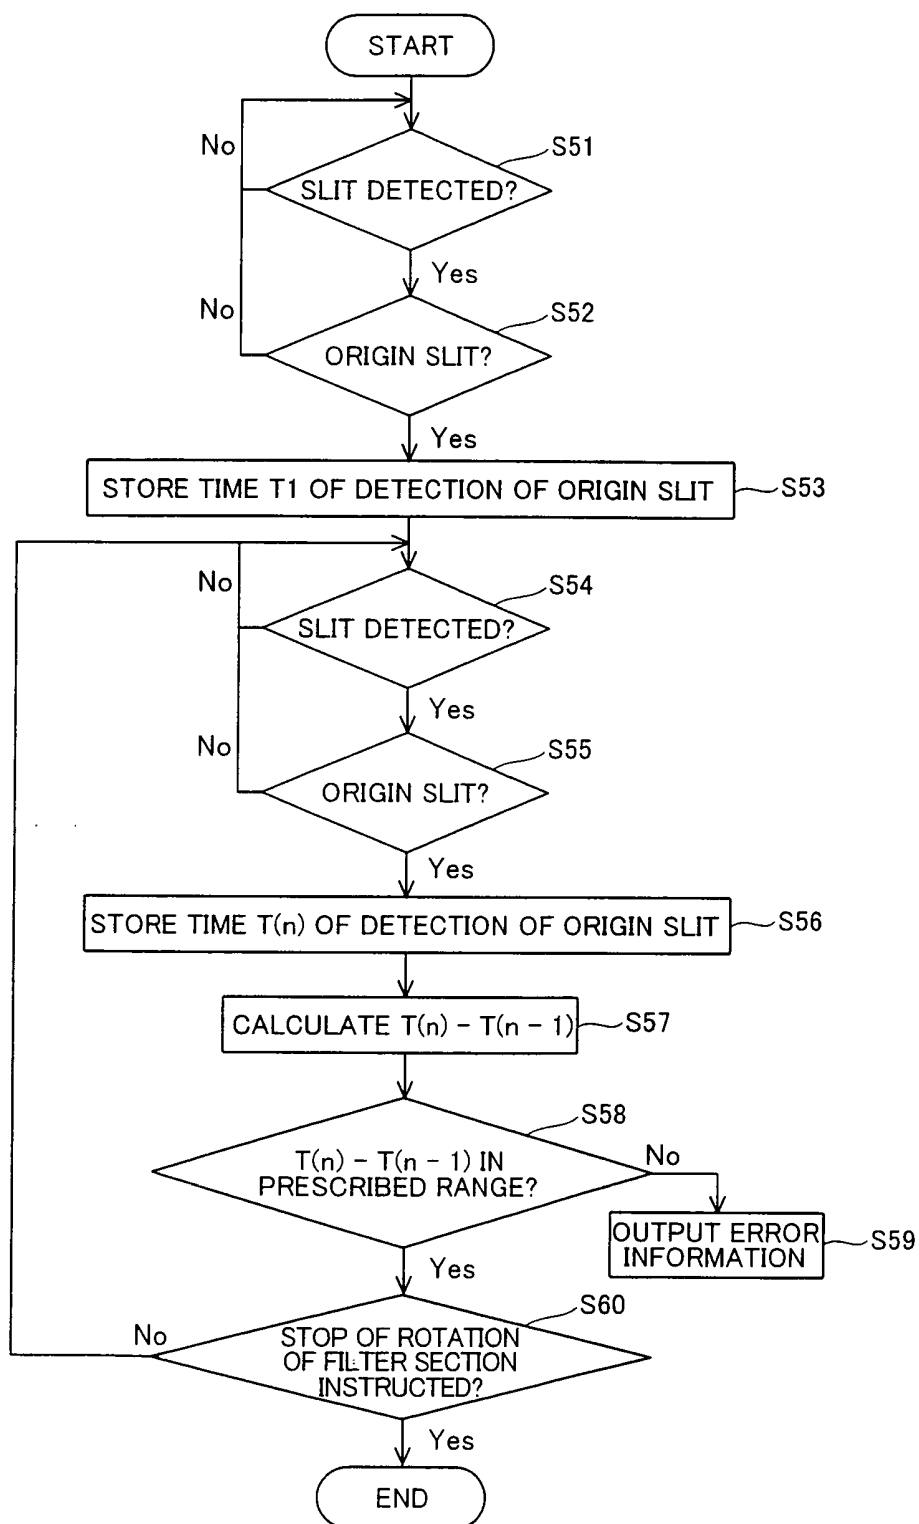 START
No
S51
SLIT DETECTED?
Yes
No
S52
ORIGIN SLIT?
Yes
STORE TIME T1 OF DETECTION OF ORIGIN SLIT
S53
No
S54
SLIT DETECTED?
Yes
No
S55
ORIGIN SLIT?
Yes
STORE TIME T(n) OF DETECTION OF ORIGIN SLIT
S56
CALCULATE T(n) - T(n - 1)
S57
S58
T(n) - T(n - 1) IN
PRESCRIBED RANGE?
No
OUTPUT ERROR
INFORMATION
S59
Yes
S60
No
STOP OF ROTATION
OF FILTER SECTION
INSTRUCTED?
Yes
END